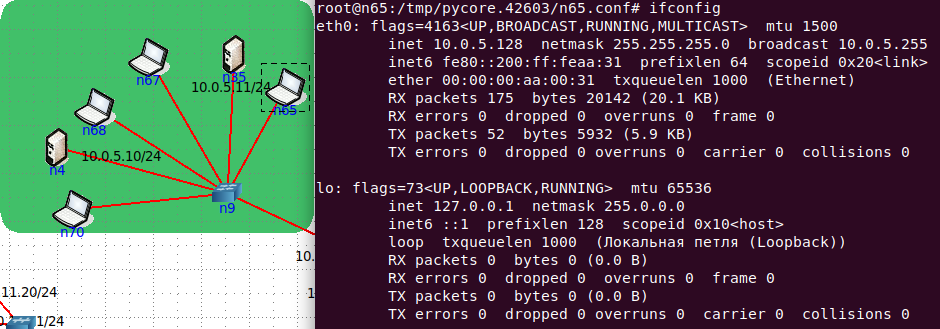 n67
n35
10.0.5.11/24
n65
n68
10.0.5.10/24
n4
n9
n70
10.
11.20/24
1
0.
1/24
root@n65:/tmp/pycore.42603/n65.conf# ifconfig
eth0: flags=4163<UP,BROADCAST,RUNNING,MULTICAST>  mtu 1500
        inet 10.0.5.128  netmask 255.255.255.0  broadcast 10.0.5.255
        inet6 fe80::200:ff:feaa:31  prefixlen 64  scopeid 0x20<link>
        ether 00:00:00:aa:00:31  txqueuelen 1000  (Ethernet)
        RX packets 175  bytes 20142 (20.1 KB)
        RX errors 0  dropped 0  overruns 0  frame 0
        TX packets 52  bytes 5932 (5.9 KB)
        TX errors 0  dropped 0 overruns 0  carrier 0  collisions 0
lo: flags=73<UP,LOOPBACK,RUNNING>  mtu 65536
        inet 127.0.0.1  netmask 255.0.0.0
        inet6 ::1  prefixlen 128  scopeid 0x10<host>
        loop  txqueuelen 1000  (Локальная петля (Loopback))
        RX packets 0  bytes 0 (0.0 B)
        RX errors 0  dropped 0  overruns 0  frame 0
        TX packets 0  bytes 0 (0.0 B)
        TX errors 0  dropped 0 overruns 0  carrier 0  collisions 0